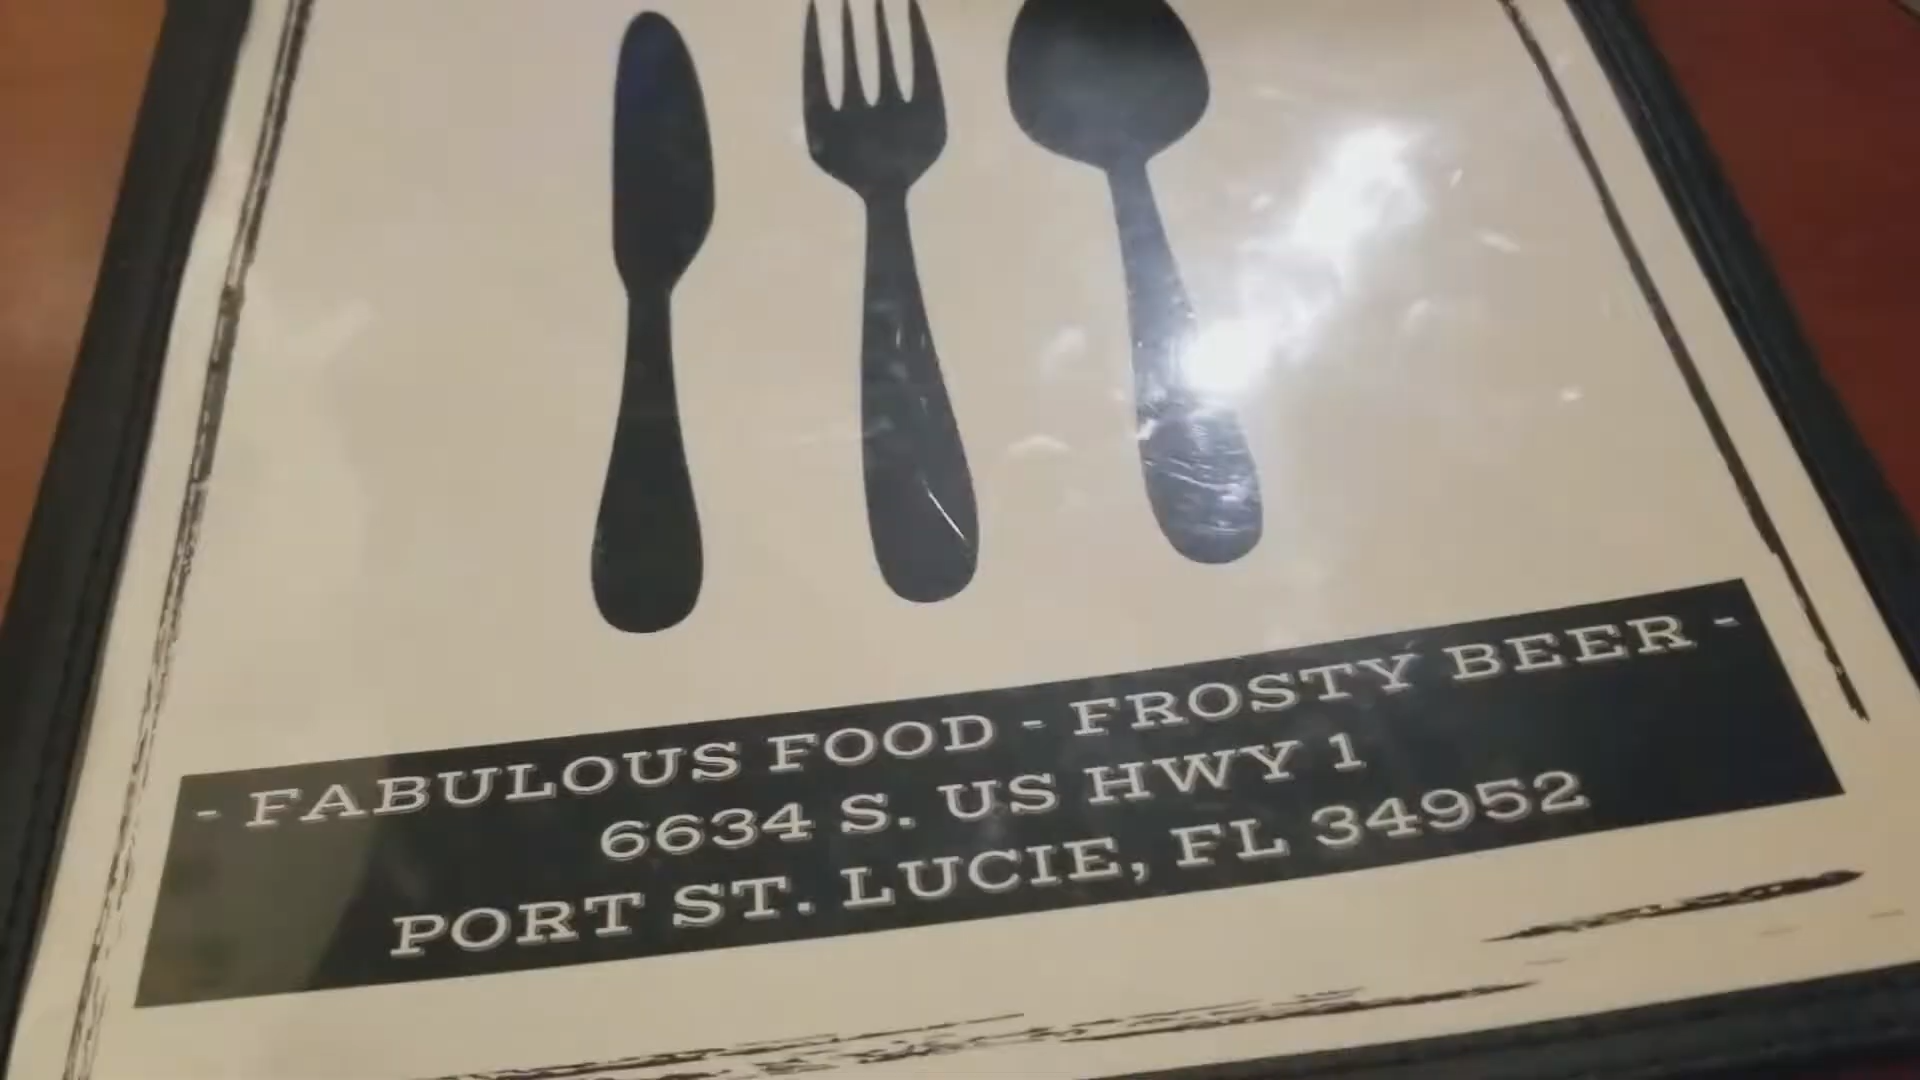 - FABULOUS FOOD - FROSTY BEER -
6634 S. US HWY 1
PORT ST. LUCIE, FL 34952